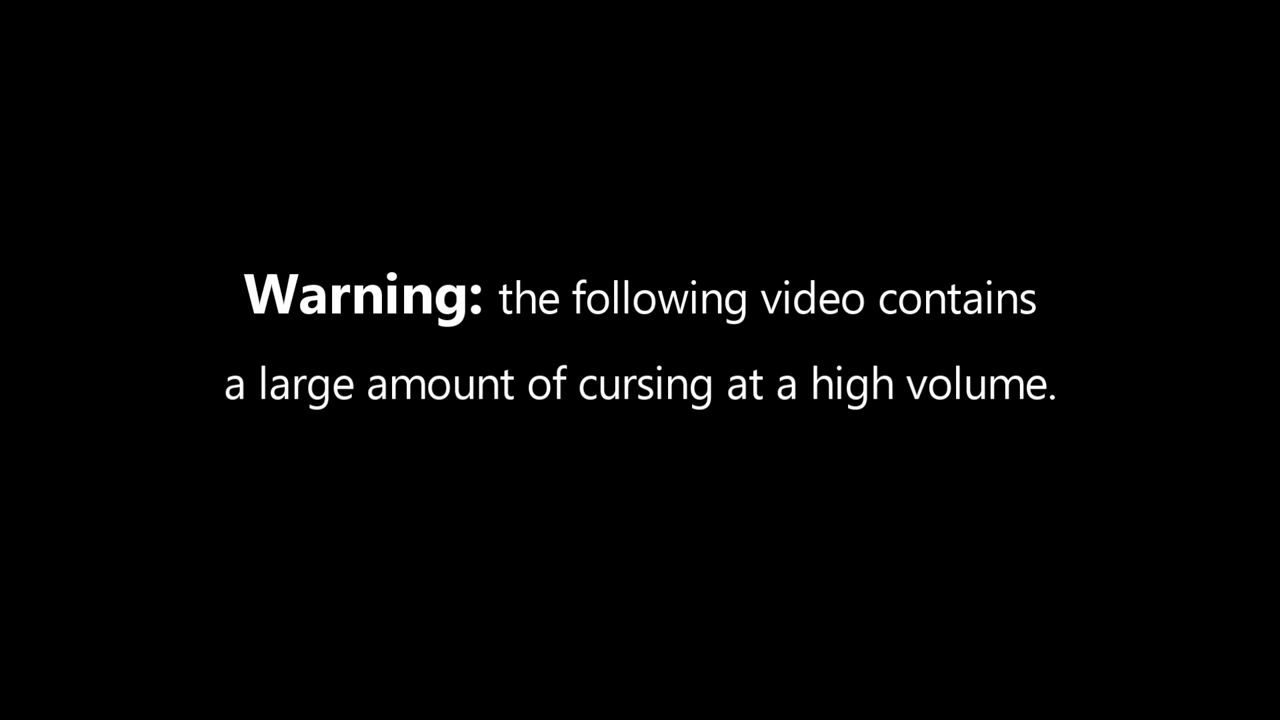 Warning: the following video contains
a large amount of cursing at a high volume.